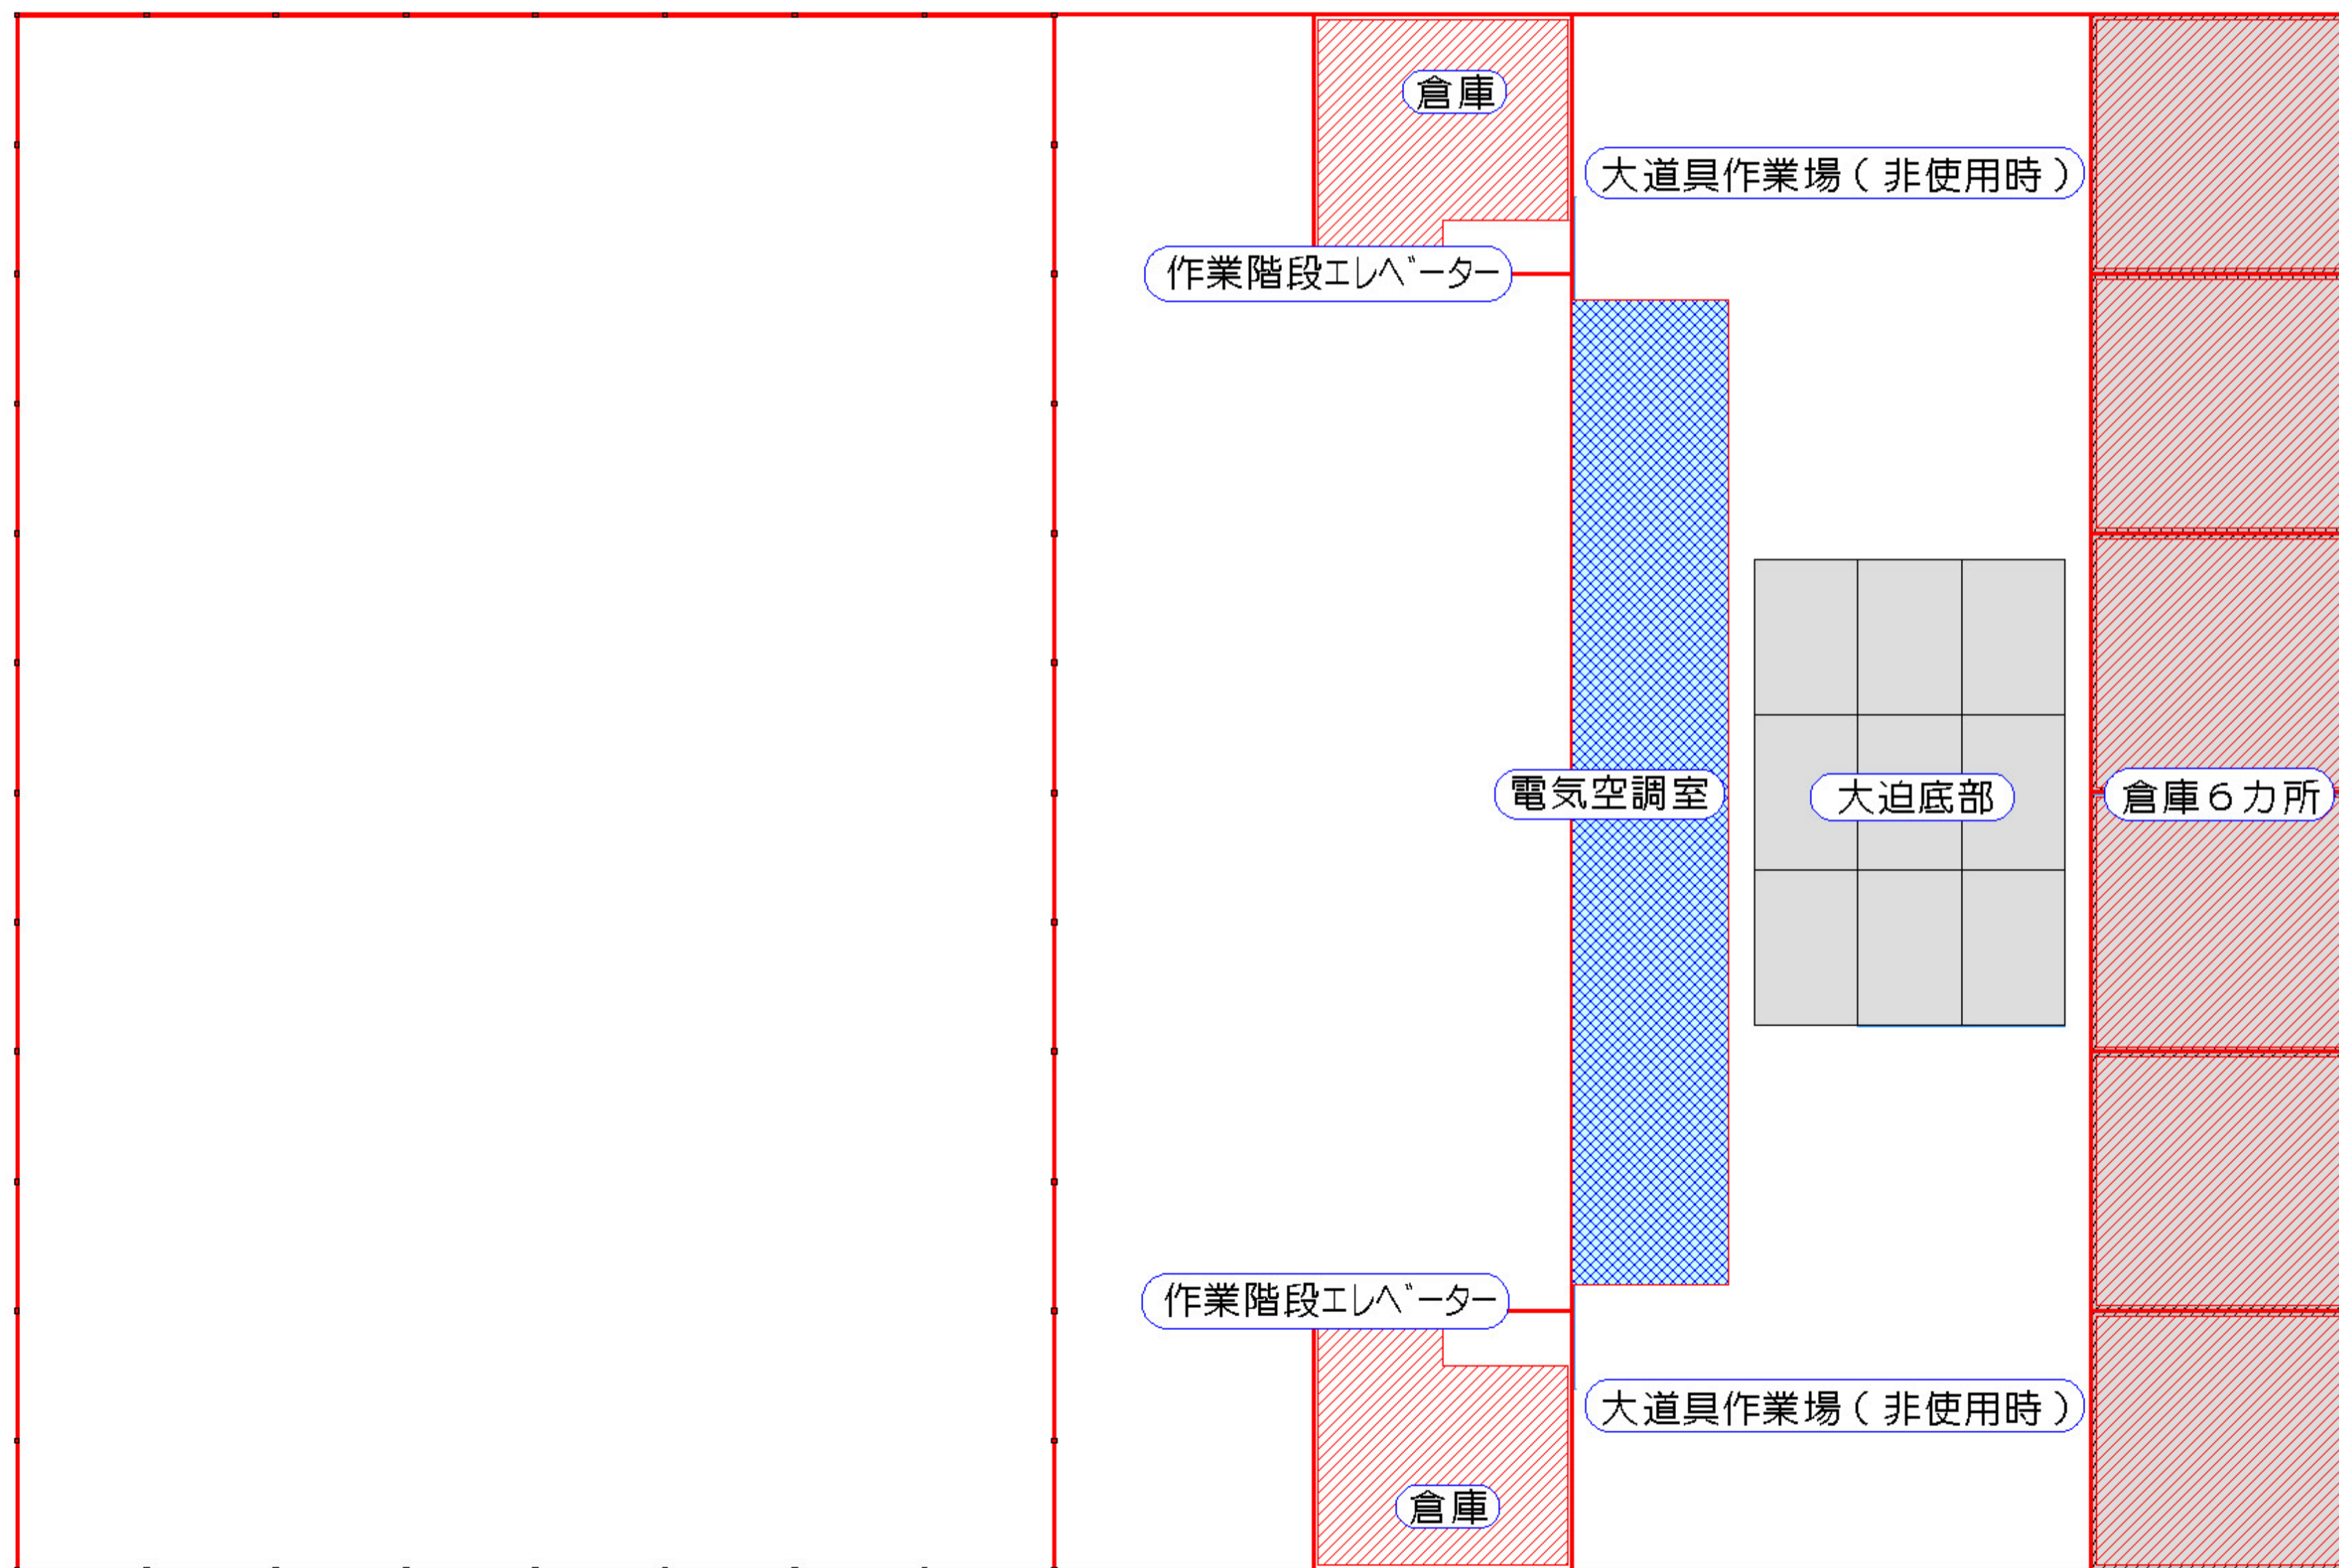 倉庫
大道具作業場(非使用時)
作業階段エレベーター
電気空調室
大迫底部
倉庫6カ所
作業階段エレベーター
大道具作業場(非使用時)
倉庫